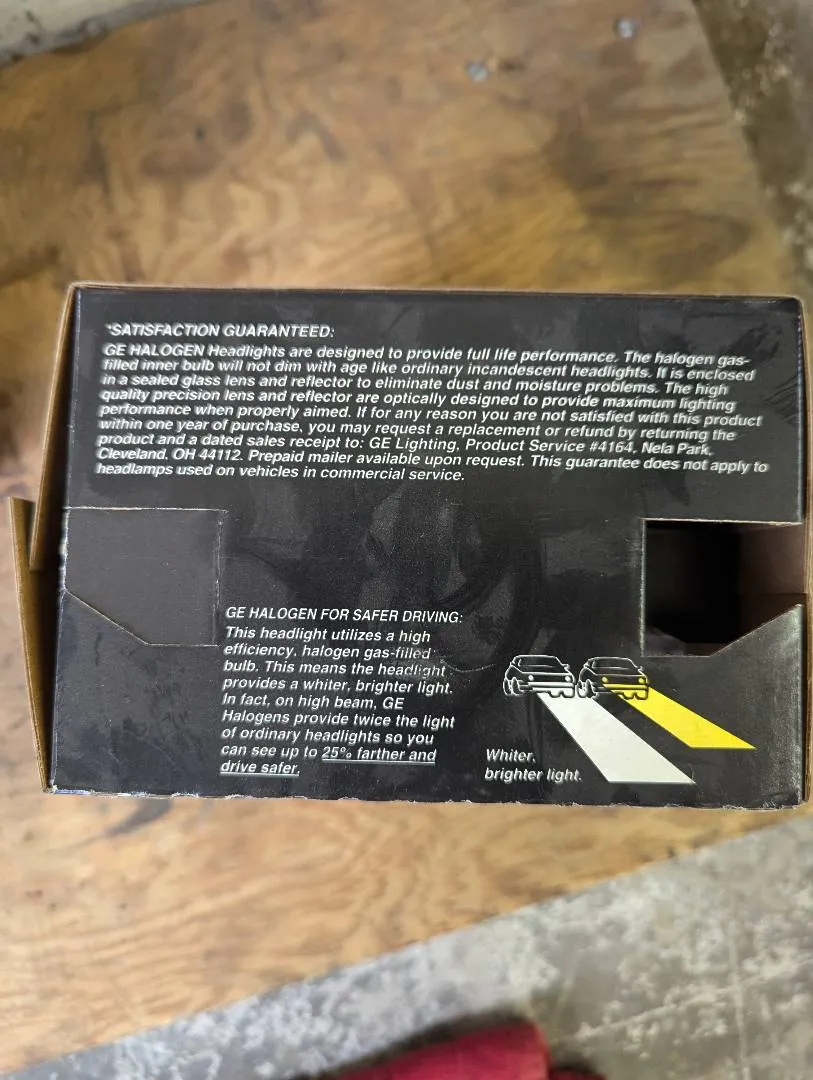 *SATISFACTION GUARANTEED:
GE HALOGEN Headlights are designed to provide full life performance. The halogen gas-
filled inner bulb will not dim with age like ordinary incandescent headlights. It is enclosed
in a sealed glass lens and reflector to eliminate dust and moisture problems. The high
quality precision lens and reflector are optically designed to provide maximum lighting
performance when properly aimed. If for any reason you are not satisfied with this product
within one year of purchase, you may request a replacement or refund by returning the
product and a dated sales receipt to: GE Lighting, Product Service #4164, Nela Park,
Cleveland, OH 44112. Prepaid mailer available upon request. This guarantee does not apply to
headlamps used on vehicles in commercial service.
GE HALOGEN FOR SAFER DRIVING:
This headlight utilizes a high
efficiency, halogen gas-filled
bulb. This means the headlight
provides a whiter, brighter light.
In fact, on high beam, GE
Halogens provide twice the light
of ordinary headlights so you
can see up to 25% farther and
drive safer.
Whiter,
brighter light.